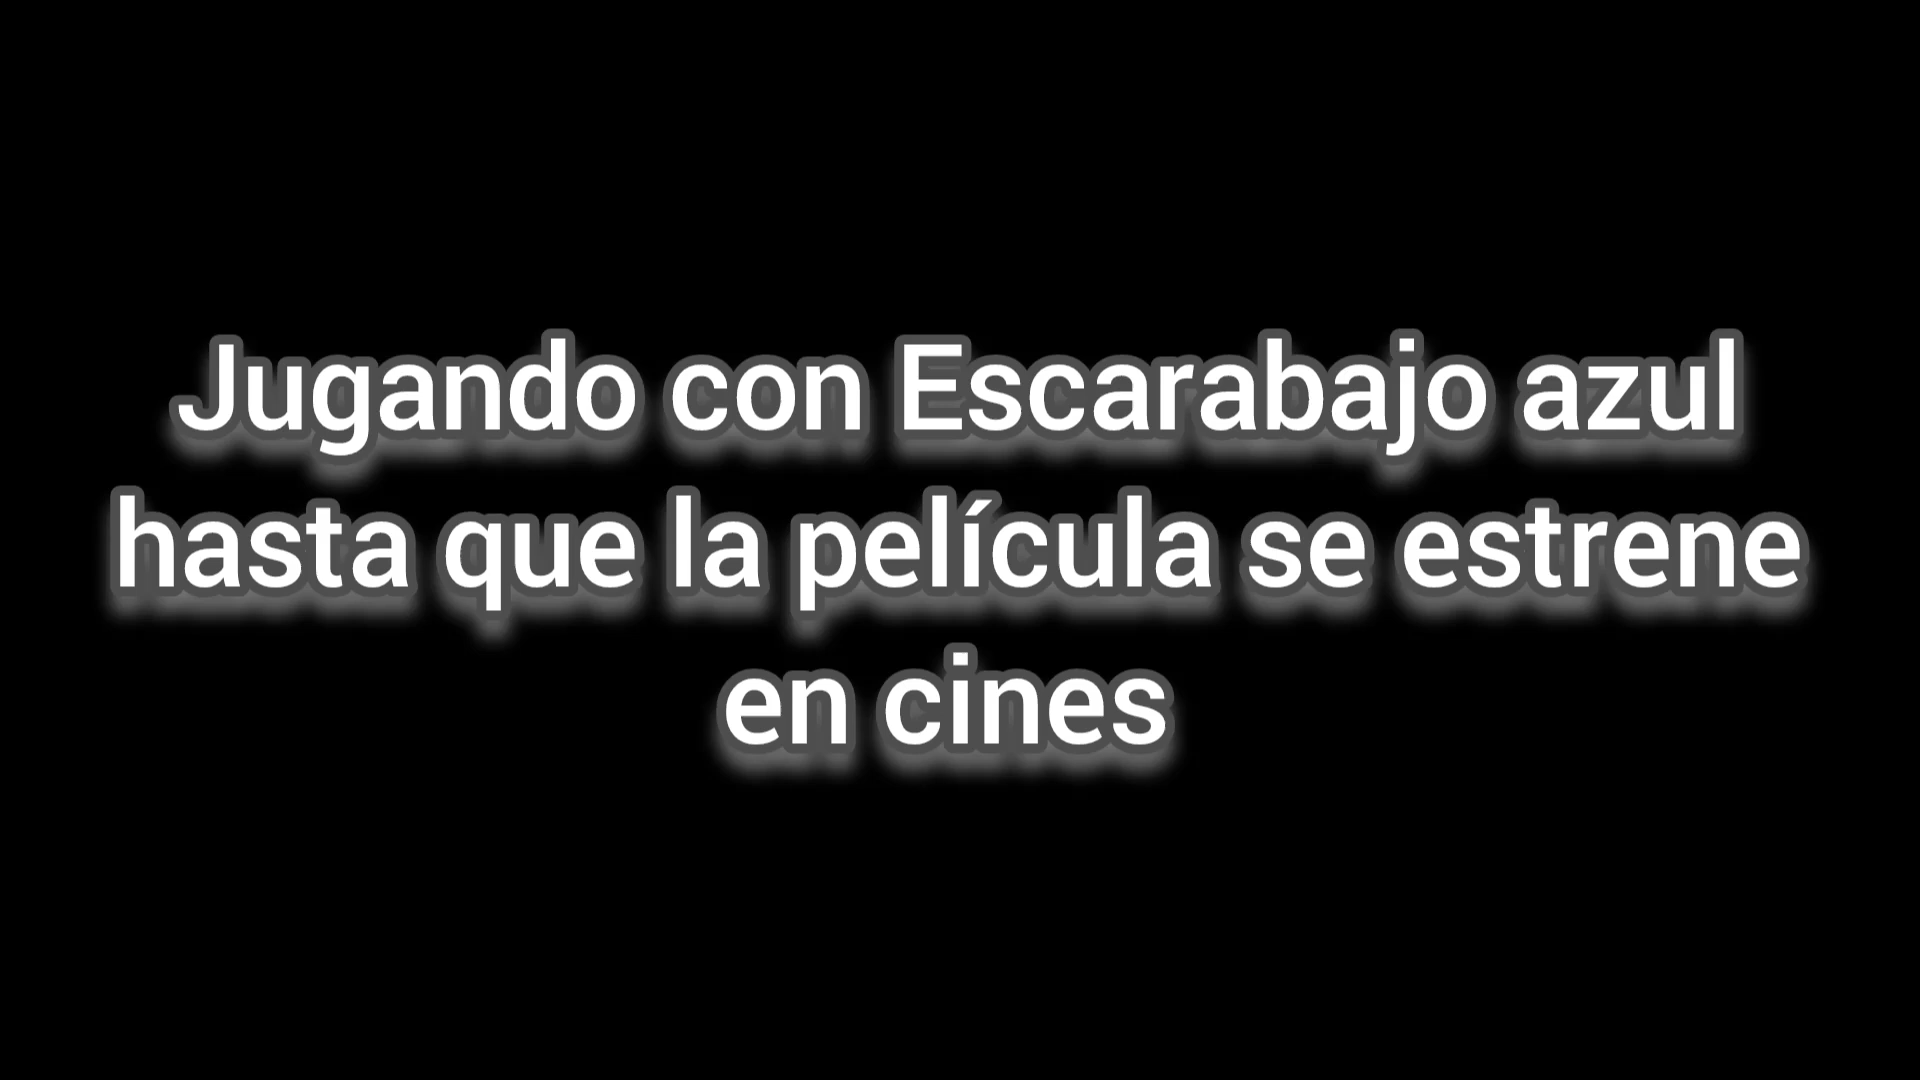 Jugando con Escarabajo azul
hasta que la película se estrene
en cines